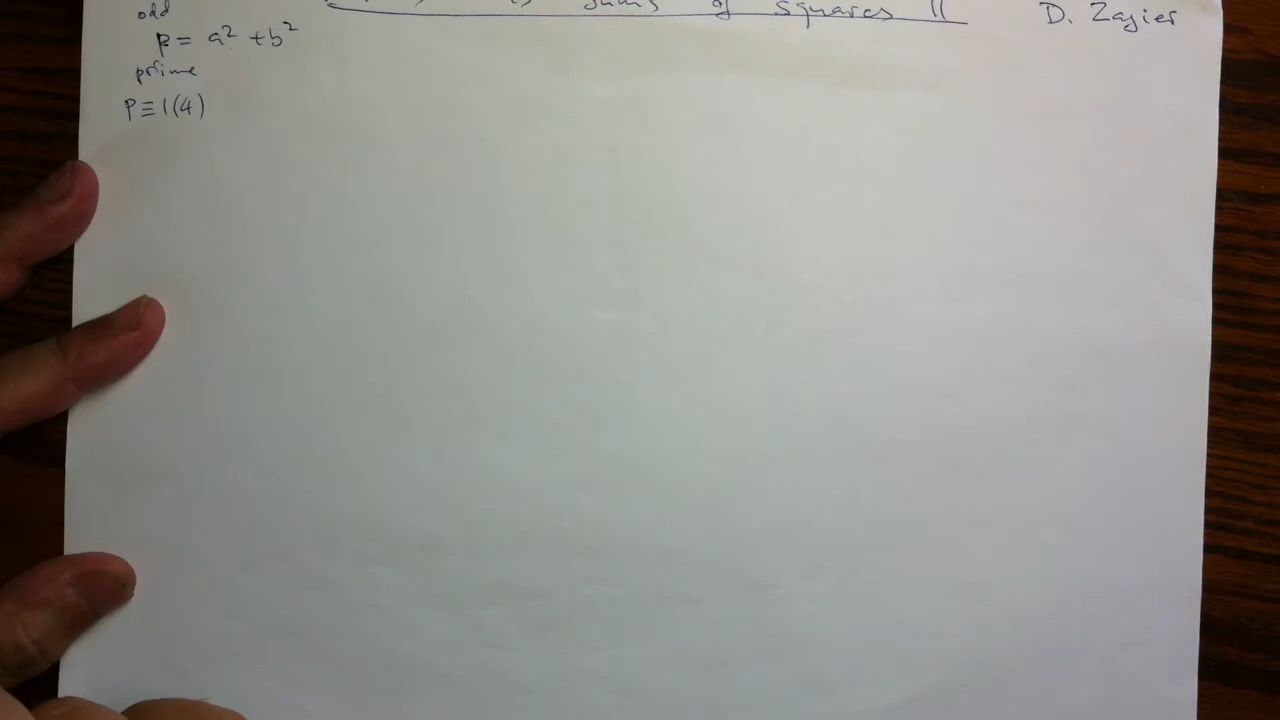 sums of squares II D. Zagier
odd
p = a² + b²
prime
p ≡ 1 (4)